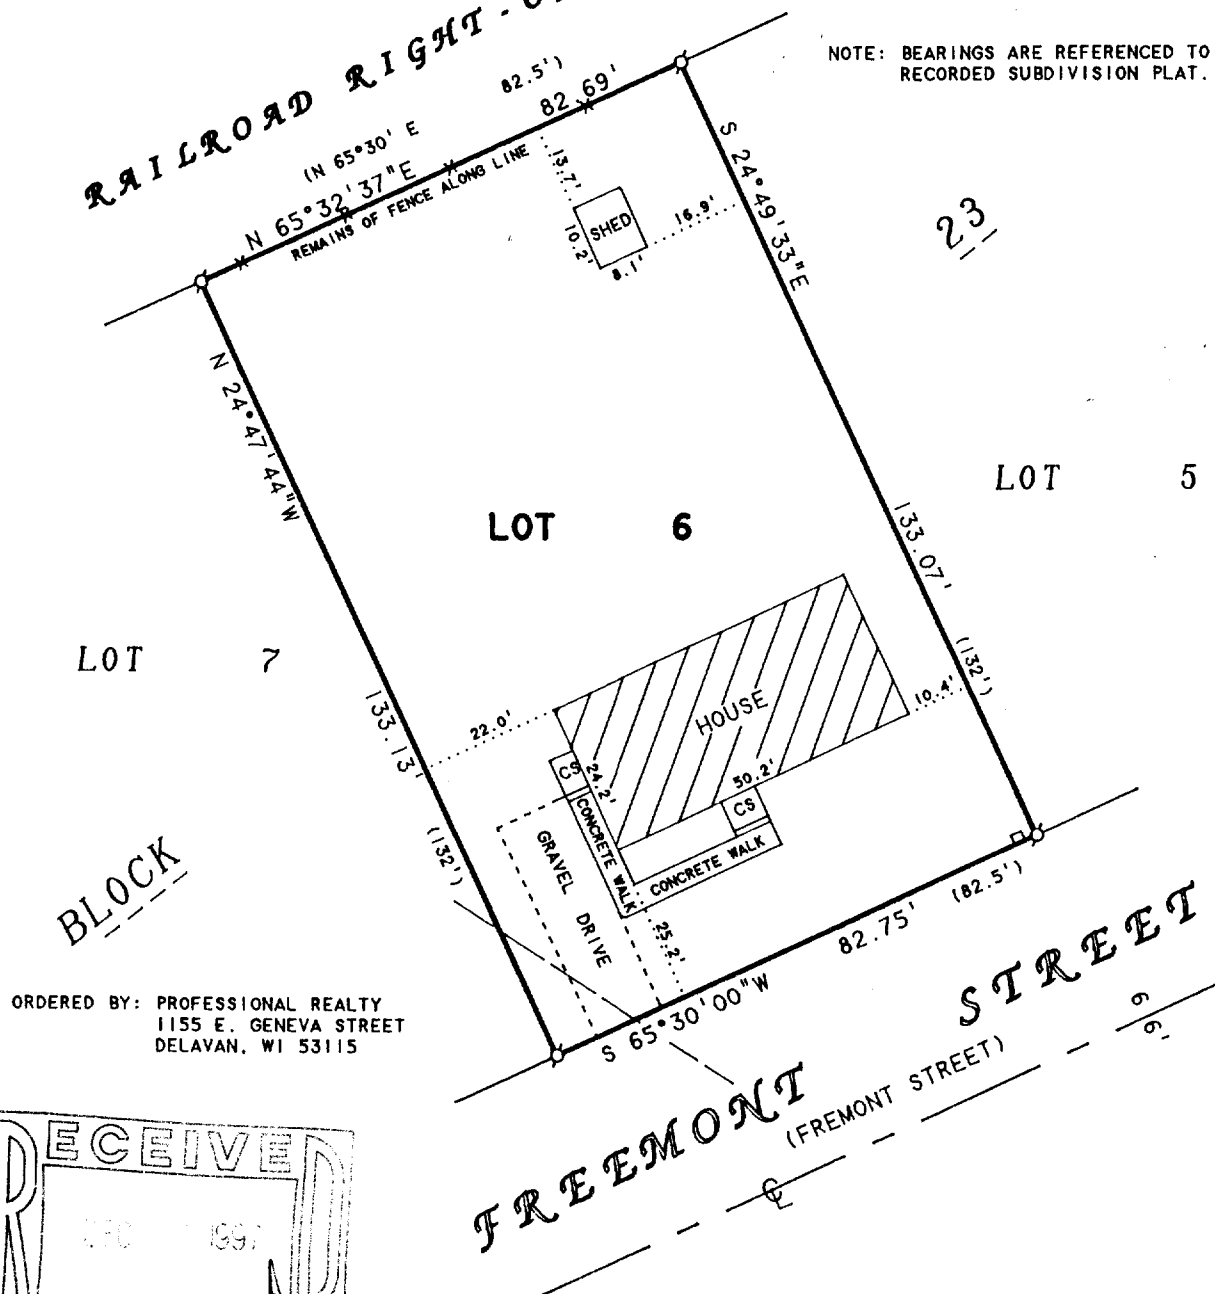 RAILROAD RIGHT-
NOTE: BEARINGS ARE REFERENCED TO
RECORDED SUBDIVISION PLAT.
(N 65°30' E
82.5')
N 65°32'37"E
82.69'
REMAINS OF FENCE ALONG LINE
13.7'
SHED
10.2'
8.1'
16.9'
S 24°49'33"E
23
N 24°47'44"W
LOT 6
LOT 5
133.07'
(132')
LOT 7
133.13'
(132')
22.0'
HOUSE
10.4'
24.2'
50.2'
CS
CS
CONCRETE WALK
CONCRETE WALK
GRAVEL DRIVE
25.2'
BLOCK
82.75'
(82.5')
S 65°30'00"W
ORDERED BY: PROFESSIONAL REALTY
1155 E. GENEVA STREET
DELAVAN, WI 53115
FREEMONT STREET
(FREMONT STREET)
66'
CL
RECEIVED
1997